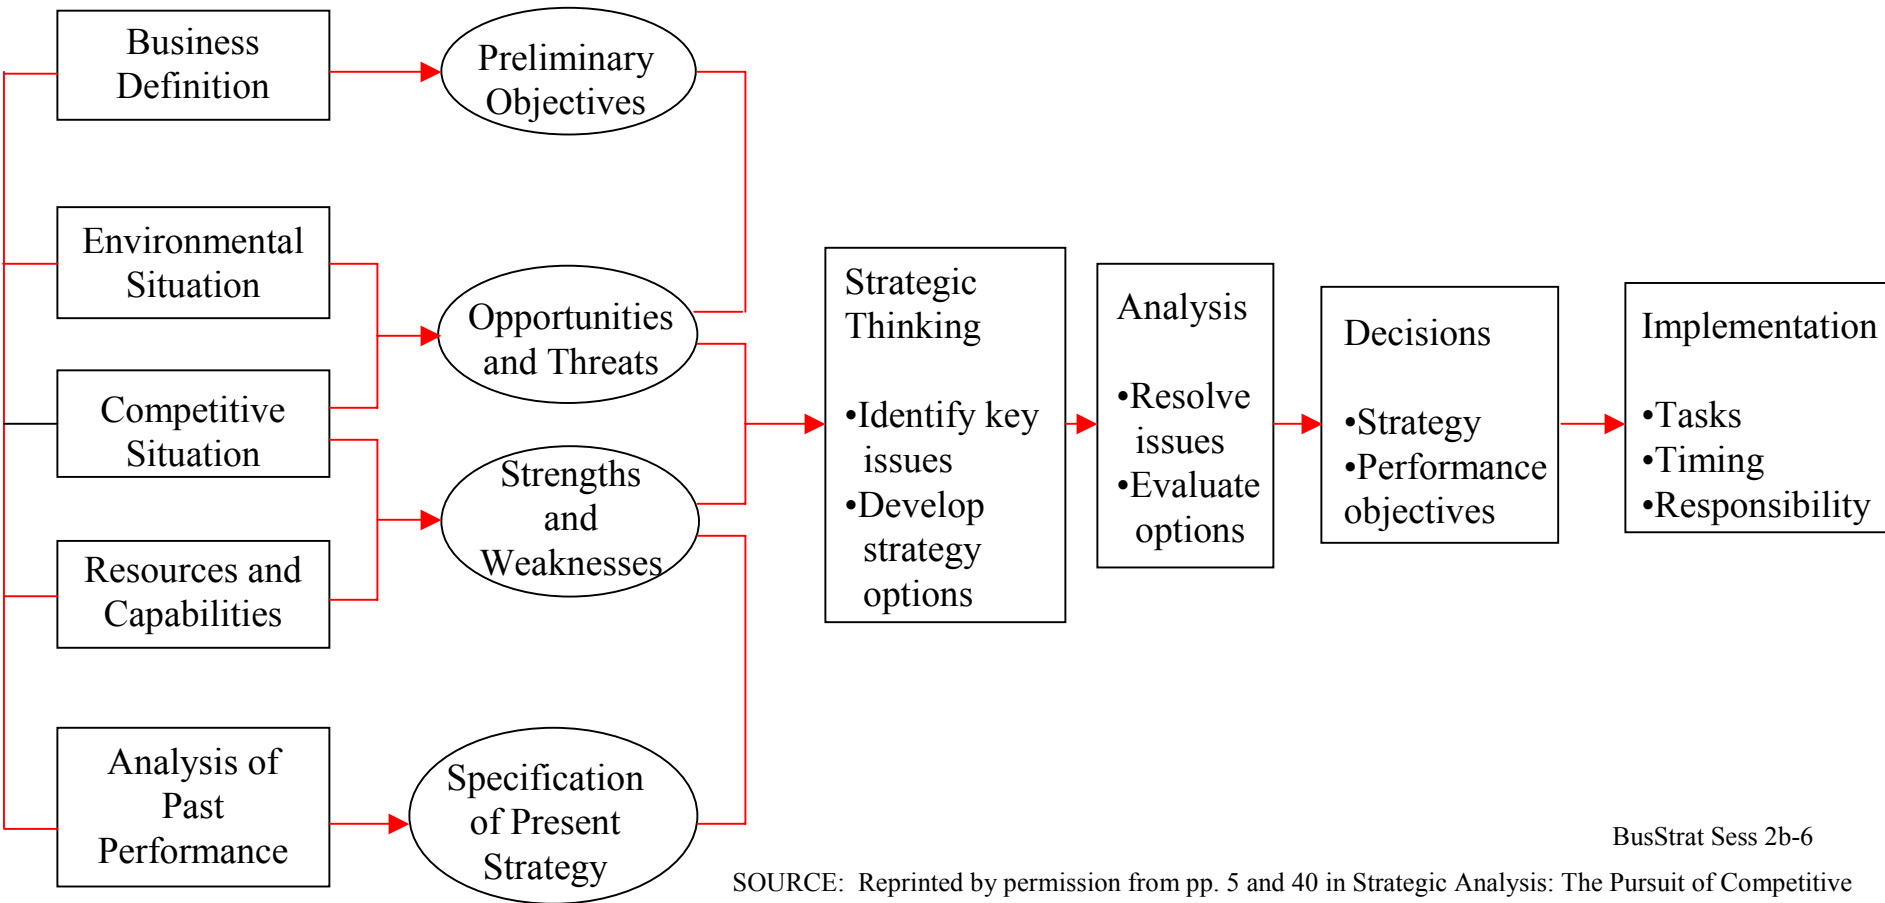 Business
Definition
Preliminary
Objectives
Environmental
Situation
Opportunities
and Threats
Competitive
Situation
Strengths
and
Weaknesses
Resources and
Capabilities
Analysis of
Past
Performance
Specification
of Present
Strategy
Strategic
Thinking
•Identify key
issues
•Develop
strategy
options
Analysis
•Resolve
issues
•Evaluate
options
Decisions
•Strategy
•Performance
objectives
Implementation
•Tasks
•Timing
•Responsibility
BusStrat Sess 2b-6
SOURCE: Reprinted by permission from pp. 5 and 40 in Strategic Analysis: The Pursuit of Competitive